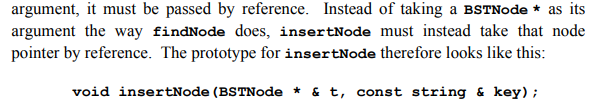 argument, it must be passed by reference. Instead of taking a BSTNode * as its
argument the way findNode does, insertNode must instead take that node
pointer by reference. The prototype for insertNode therefore looks like this:
void insertNode(BSTNode * & t, const string & key);